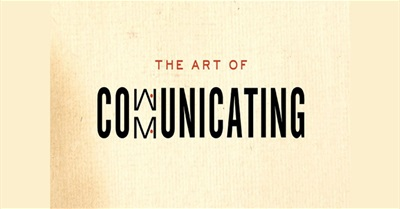 THE ART OF
COMMUNICATING